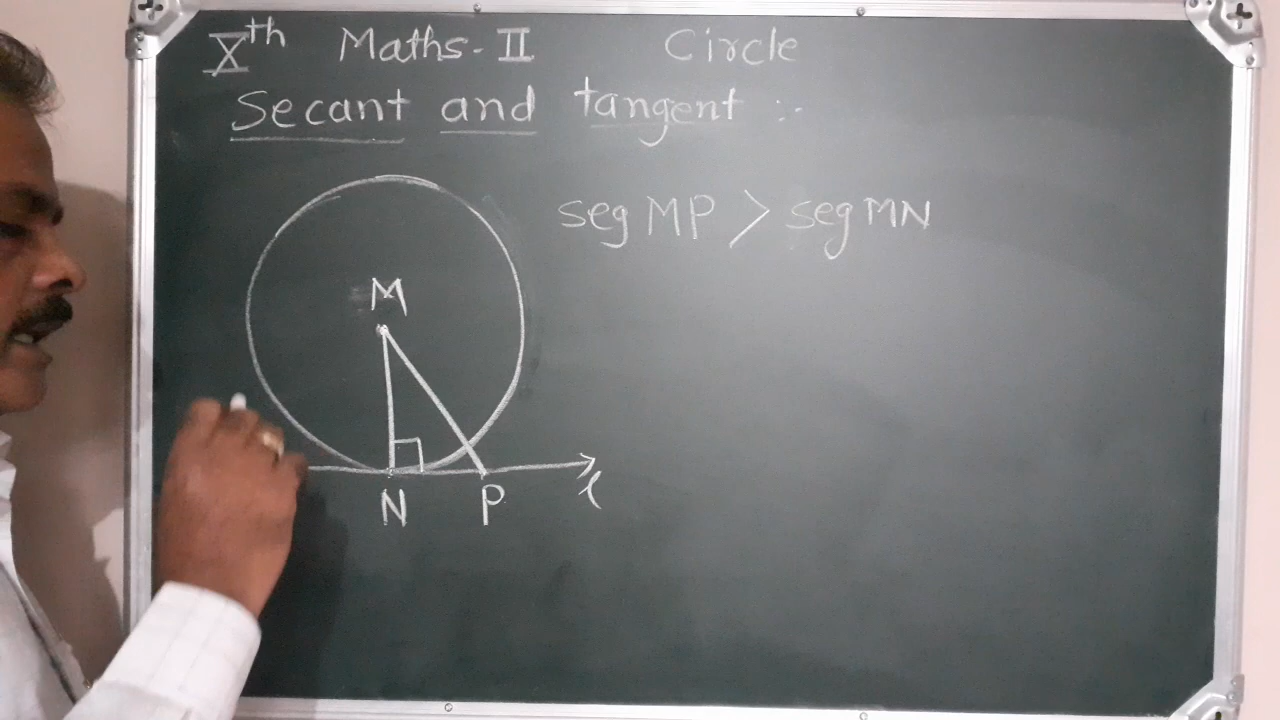 Xth Maths-II Circle
Secant and tangent :-
seg MP > seg MN
M
N P l